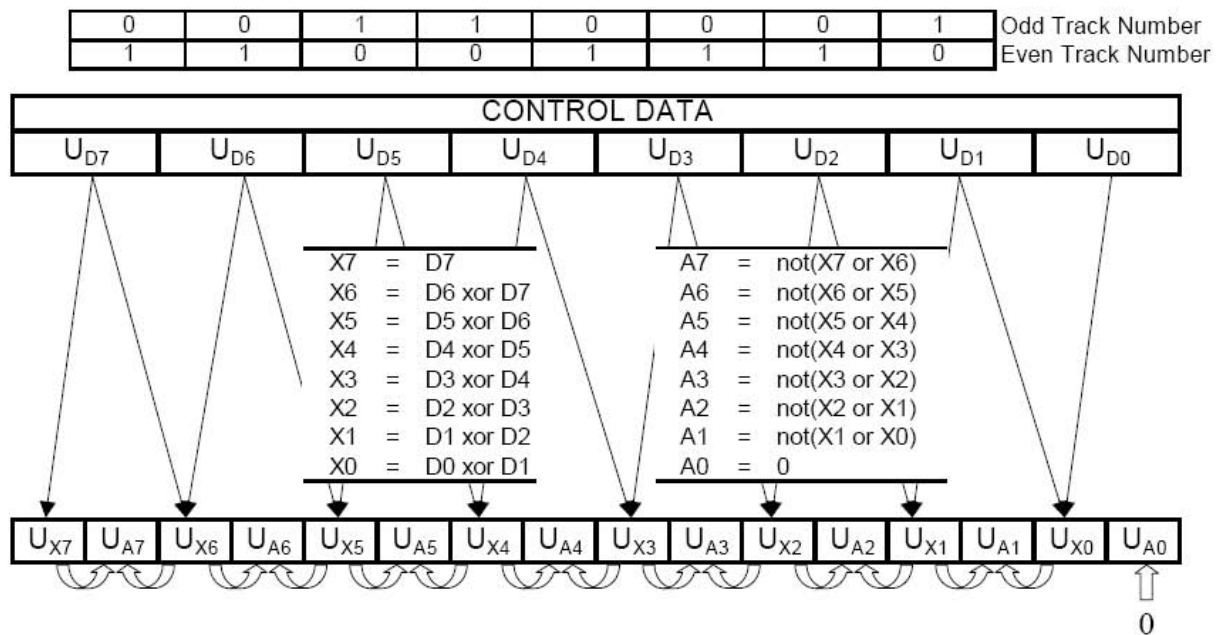 0 0 1 1 0 0 0 1 Odd Track Number
1 1 0 0 1 1 1 0 Even Track Number
CONTROL DATA
UD7 UD6 UD5 UD4 UD3 UD2 UD1 UD0
X7 = D7
X6 = D6 xor D7
X5 = D5 xor D6
X4 = D4 xor D5
X3 = D3 xor D4
X2 = D2 xor D3
X1 = D1 xor D2
X0 = D0 xor D1
A7 = not(X7 or X6)
A6 = not(X6 or X5)
A5 = not(X5 or X4)
A4 = not(X4 or X3)
A3 = not(X3 or X2)
A2 = not(X2 or X1)
A1 = not(X1 or X0)
A0 = 0
UX7 UA7 UX6 UA6 UX5 UA5 UX4 UA4 UX3 UA3 UX2 UA2 UX1 UA1 UX0 UA0
0